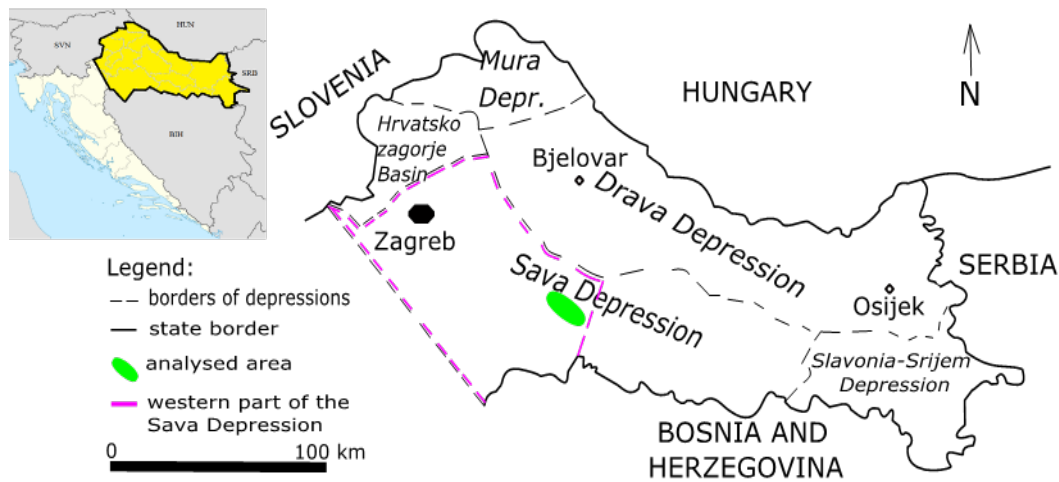 HUN
SVN
SRB
BIH
SLOVENIA
Mura
Depr.
HUNGARY
N
Hrvatsko
zagorje
Basin
Bjelovar
Drava Depression
Zagreb
Sava Depression
SERBIA
Osijek
Slavonia-Srijem
Depression
BOSNIA AND
HERZEGOVINA
Legend:
borders of depressions
state border
analysed area
western part of the
Sava Depression
0 100 km